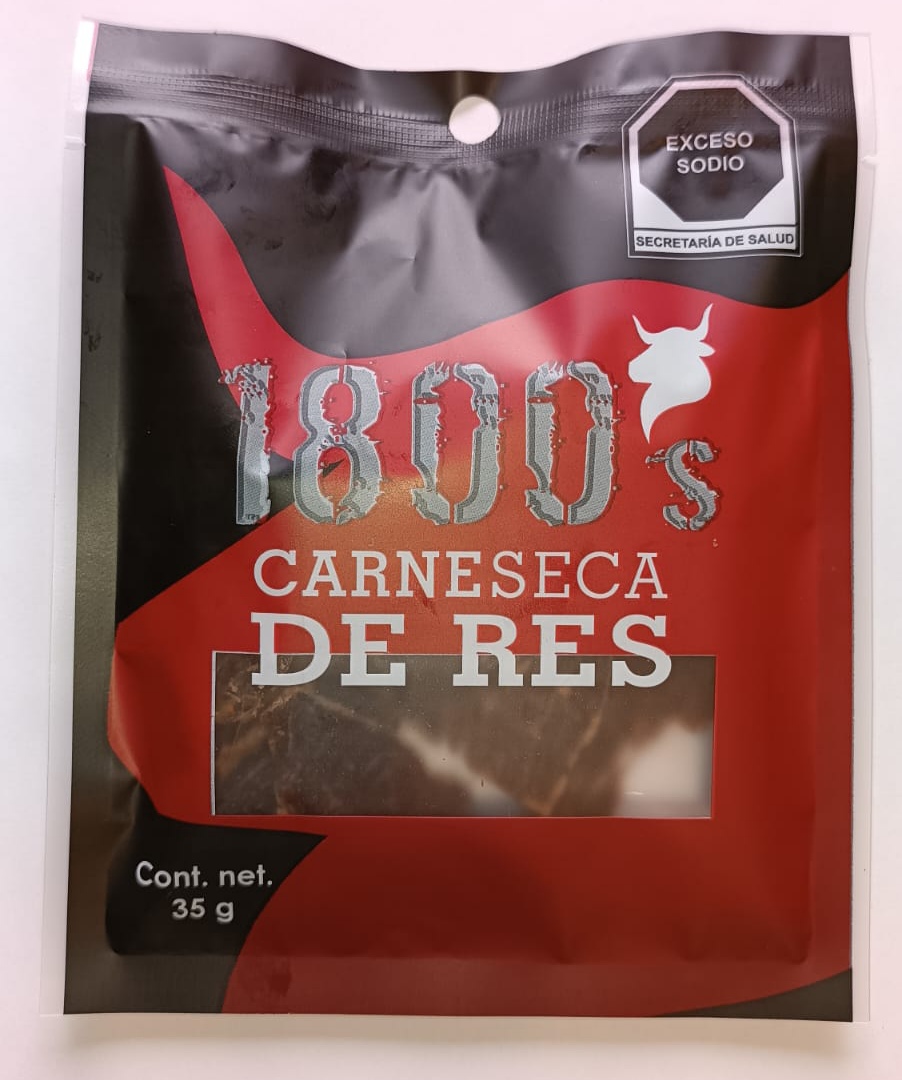 EXCESO
SODIO
SECRETARÍA DE SALUD
1800's
CARNESECA
DE RES
Cont. net.
35 g